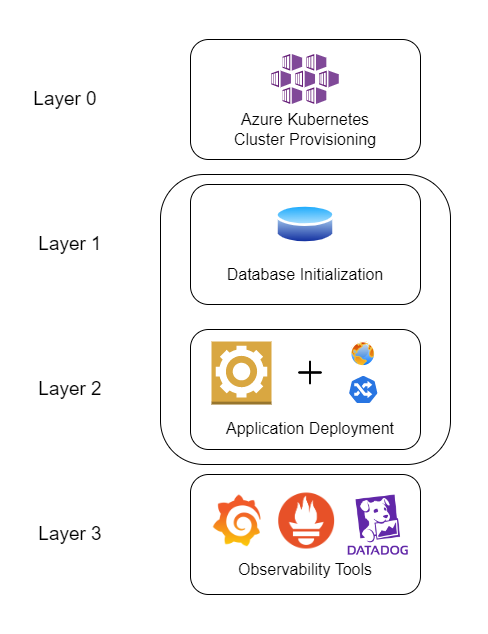 Layer 0
Azure Kubernetes
Cluster Provisioning
Layer 1
Database Initialization
Layer 2
Application Deployment
Layer 3
DATADOG
Observability Tools